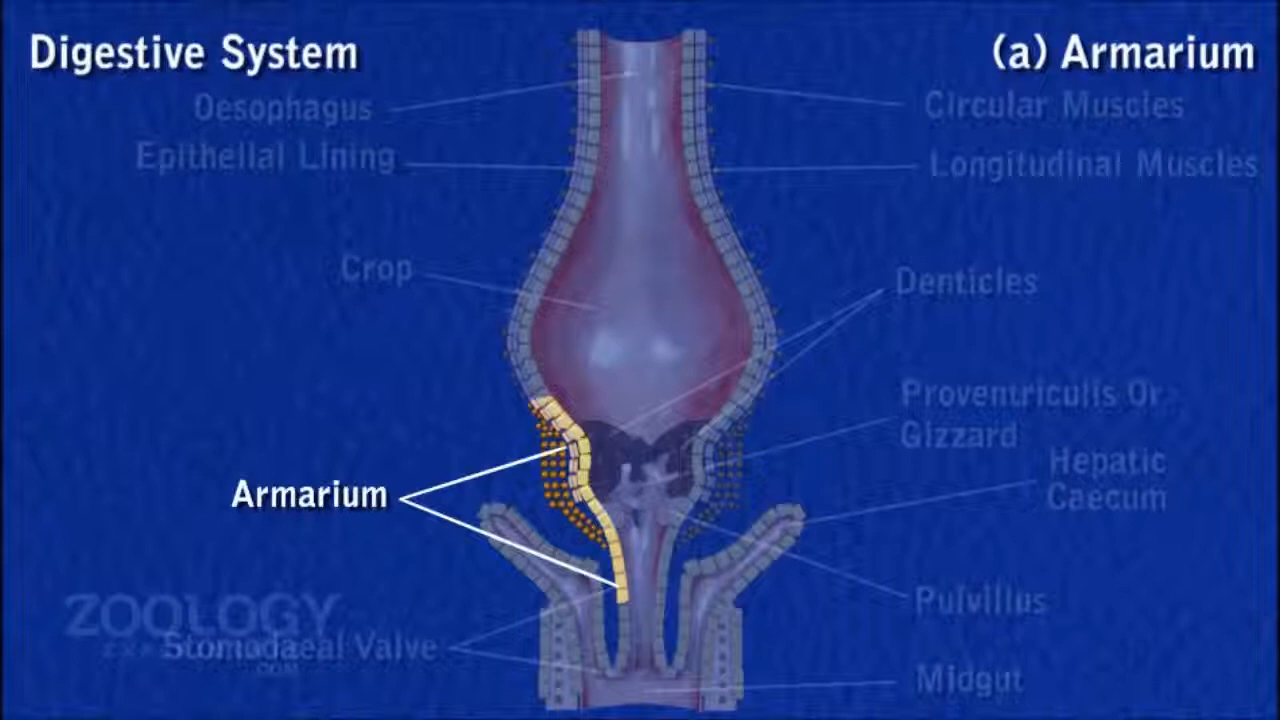 Digestive System
(a) Armarium
Oesophagus
Circular Muscles
Epithelial Lining
Longitudinal Muscles
Crop
Denticles
Proventriculis Or
Gizzard
Hepatic
Caecum
Armarium
Pulvillus
ZOOLOGY
.COM
Stomodaeal Valve
Midgut